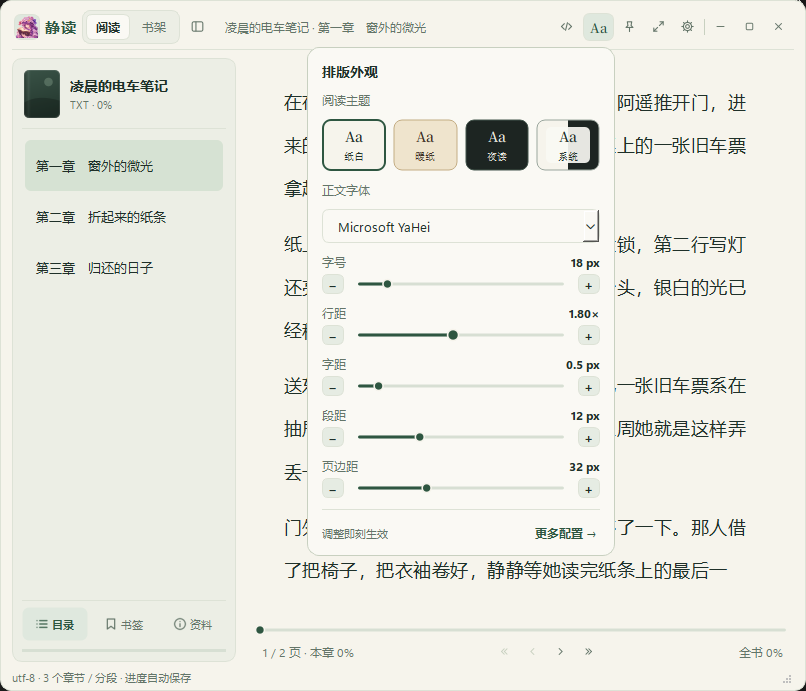 静读 阅读 书架 凌晨的电车笔记 · 第一章 窗外的微光 Aa
凌晨的电车笔记
TXT · 0%
第一章 窗外的微光
第二章 折起来的纸条
第三章 归还的日子
目录 书签 资料
utf-8 · 3 个章节 / 分段 · 进度自动保存
排版外观
阅读主题
Aa Aa Aa Aa
纸白 暖纸 夜读 系统
正文字体
Microsoft YaHei
字号 18 px
− +
行距 1.80×
− +
字距 0.5 px
− +
段距 12 px
− +
页边距 32 px
− +
调整即刻生效 更多配置 →
阿遥推开门，进
上的一张旧车票
锁，第二行写灯
头，银白的光已
一张旧车票系在
周她就是这样弄
了一下。那人借
了把椅子，把衣袖卷好，静静等她读完纸条上的最后一
1 / 2 页 · 本章 0% « ‹ › » 全书 0%